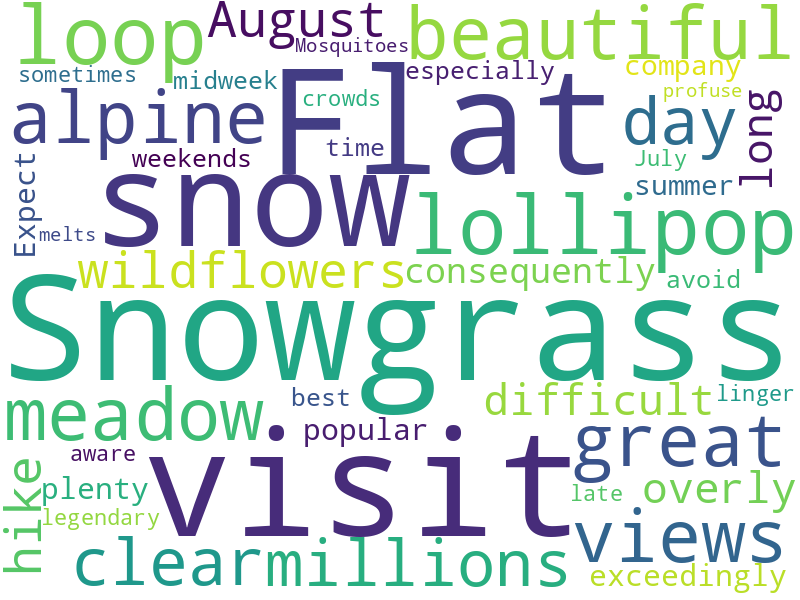 loop
August
beautiful
Mosquitoes
sometimes
midweek
especially
company
Flat
crowds
profuse
alpine
day
long
time
weekends
July
Expect
snow
summer
lollipop
melts
wildflowers
consequently
avoid
Snowgrass
meadow
best
difficult
linger
popular
great
visit
aware
hike
plenty
late
overly
legendary
views
clear
millions
exceedingly